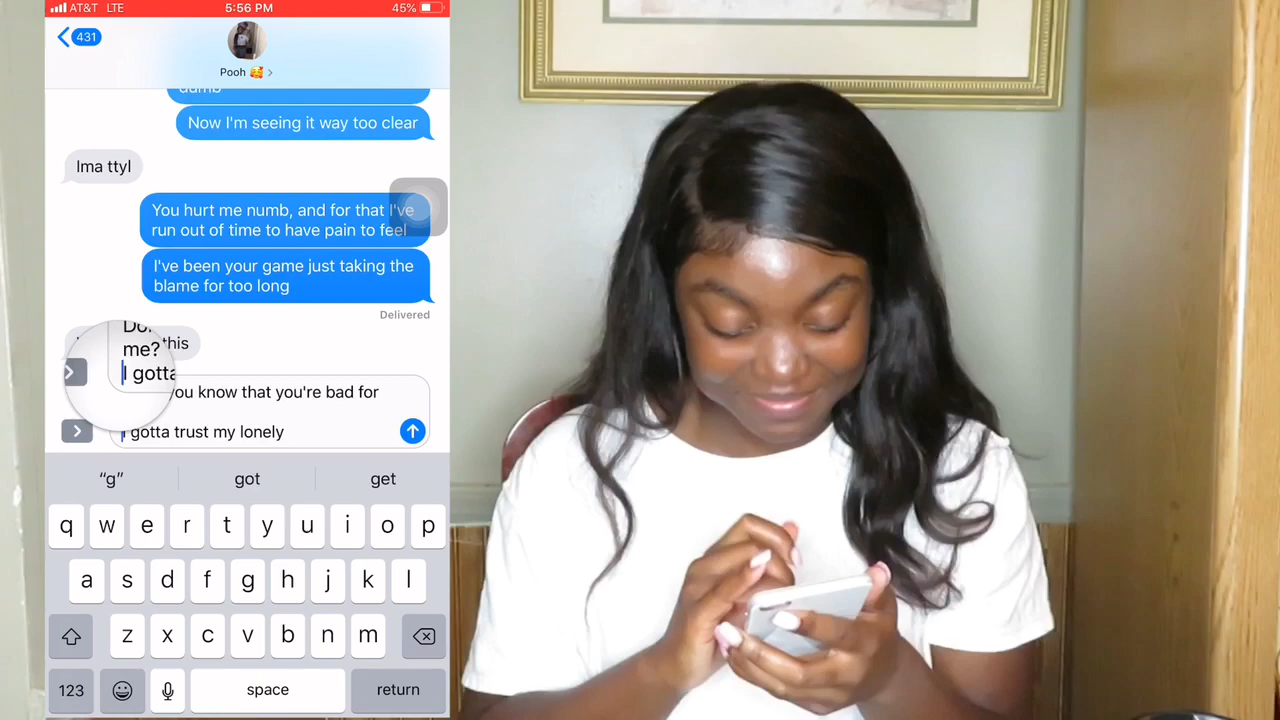 AT&T LTE 5:56 PM 45%
431
Pooh
Now I'm seeing it way too clear
Ima ttyl
You hurt me numb, and for that I've
run out of time to have pain to feel
I've been your game just taking the
blame for too long
Delivered
this
me?
I gotta
you know that you're bad for
gotta trust my lonely
“g” got get
q w e r t y u i o p
a s d f g h j k l
z x c v b n m
123 space return